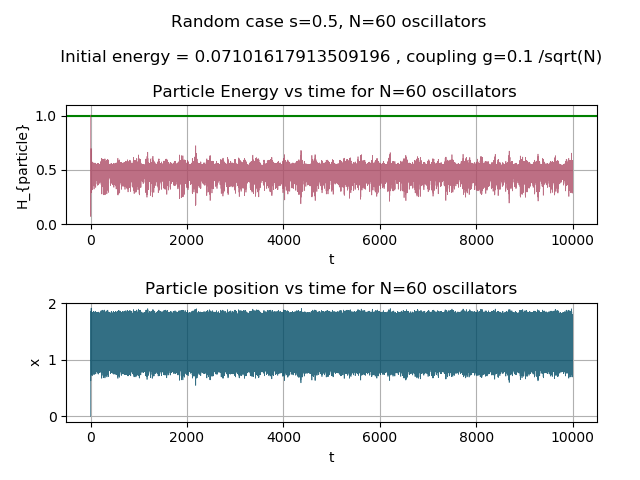 Random case s=0.5, N=60 oscillators
Initial energy = 0.07101617913509196 , coupling g=0.1 /sqrt(N)
Particle Energy vs time for N=60 oscillators
1.0
0.5
0.0
H_{particle}
0 2000 4000 6000 8000 10000
t
Particle position vs time for N=60 oscillators
2
1
0
x
0 2000 4000 6000 8000 10000
t